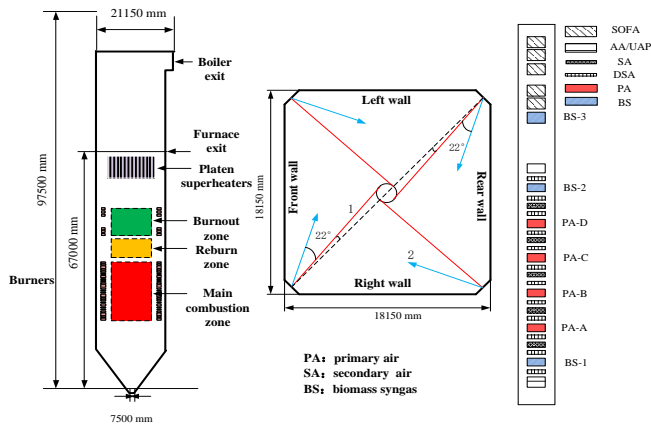 21150 mm
Boiler
exit
Furnace
exit
Platen
superheaters
Burnout
zone
Reburn
zone
Main
combustion
zone
Burners
97500 mm
67000 mm
7500 mm
Left wall
Front wall
Rear wall
Right wall
22°
22°
1
2
18150 mm
18150 mm
PA: primary air
SA: secondary air
BS: biomass syngas
SOFA
AA/UAP
SA
DSA
PA
BS
BS-3
BS-2
PA-D
PA-C
PA-B
PA-A
BS-1